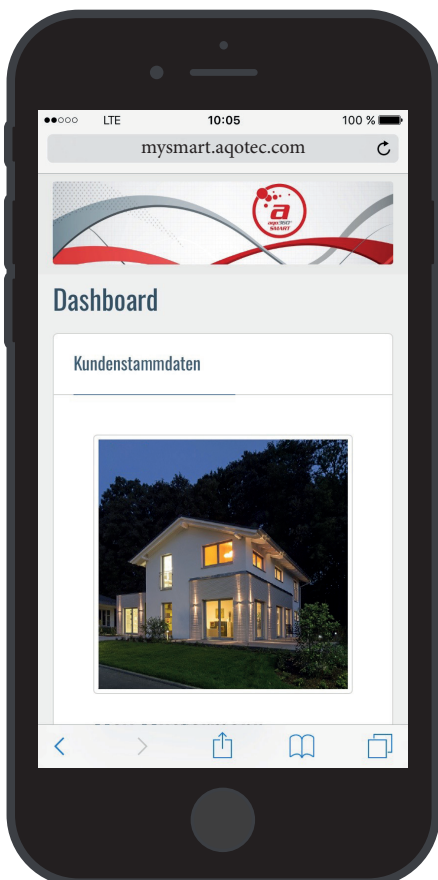 LTE 10:05 100 %
mysmart.aqotec.com
a
SMART
Dashboard
Kundenstammdaten